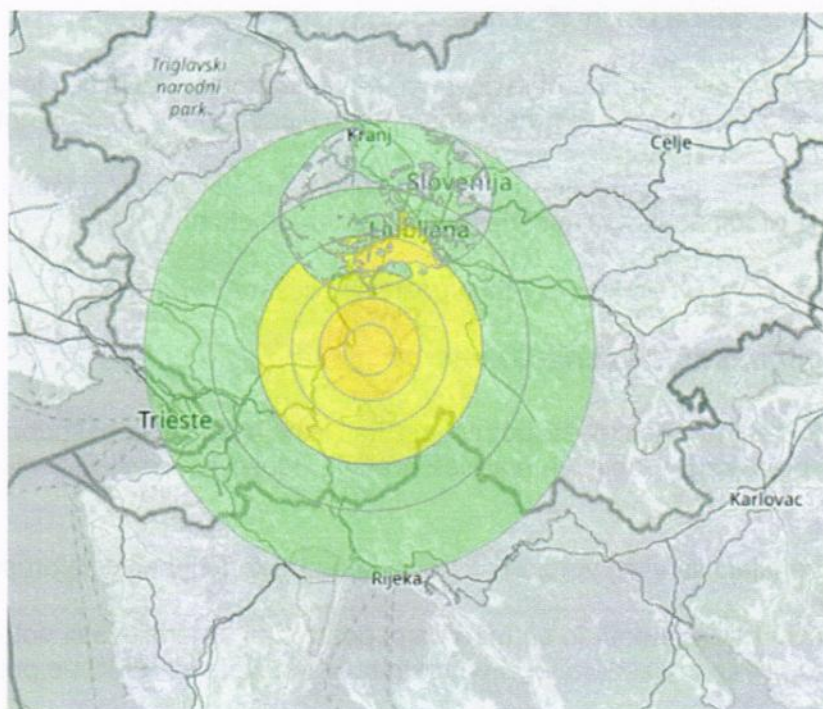 Triglavski
narodni
park
Kranj
Celje
Slovenija
Ljubljana
Trieste
Karlovac
Rijeka